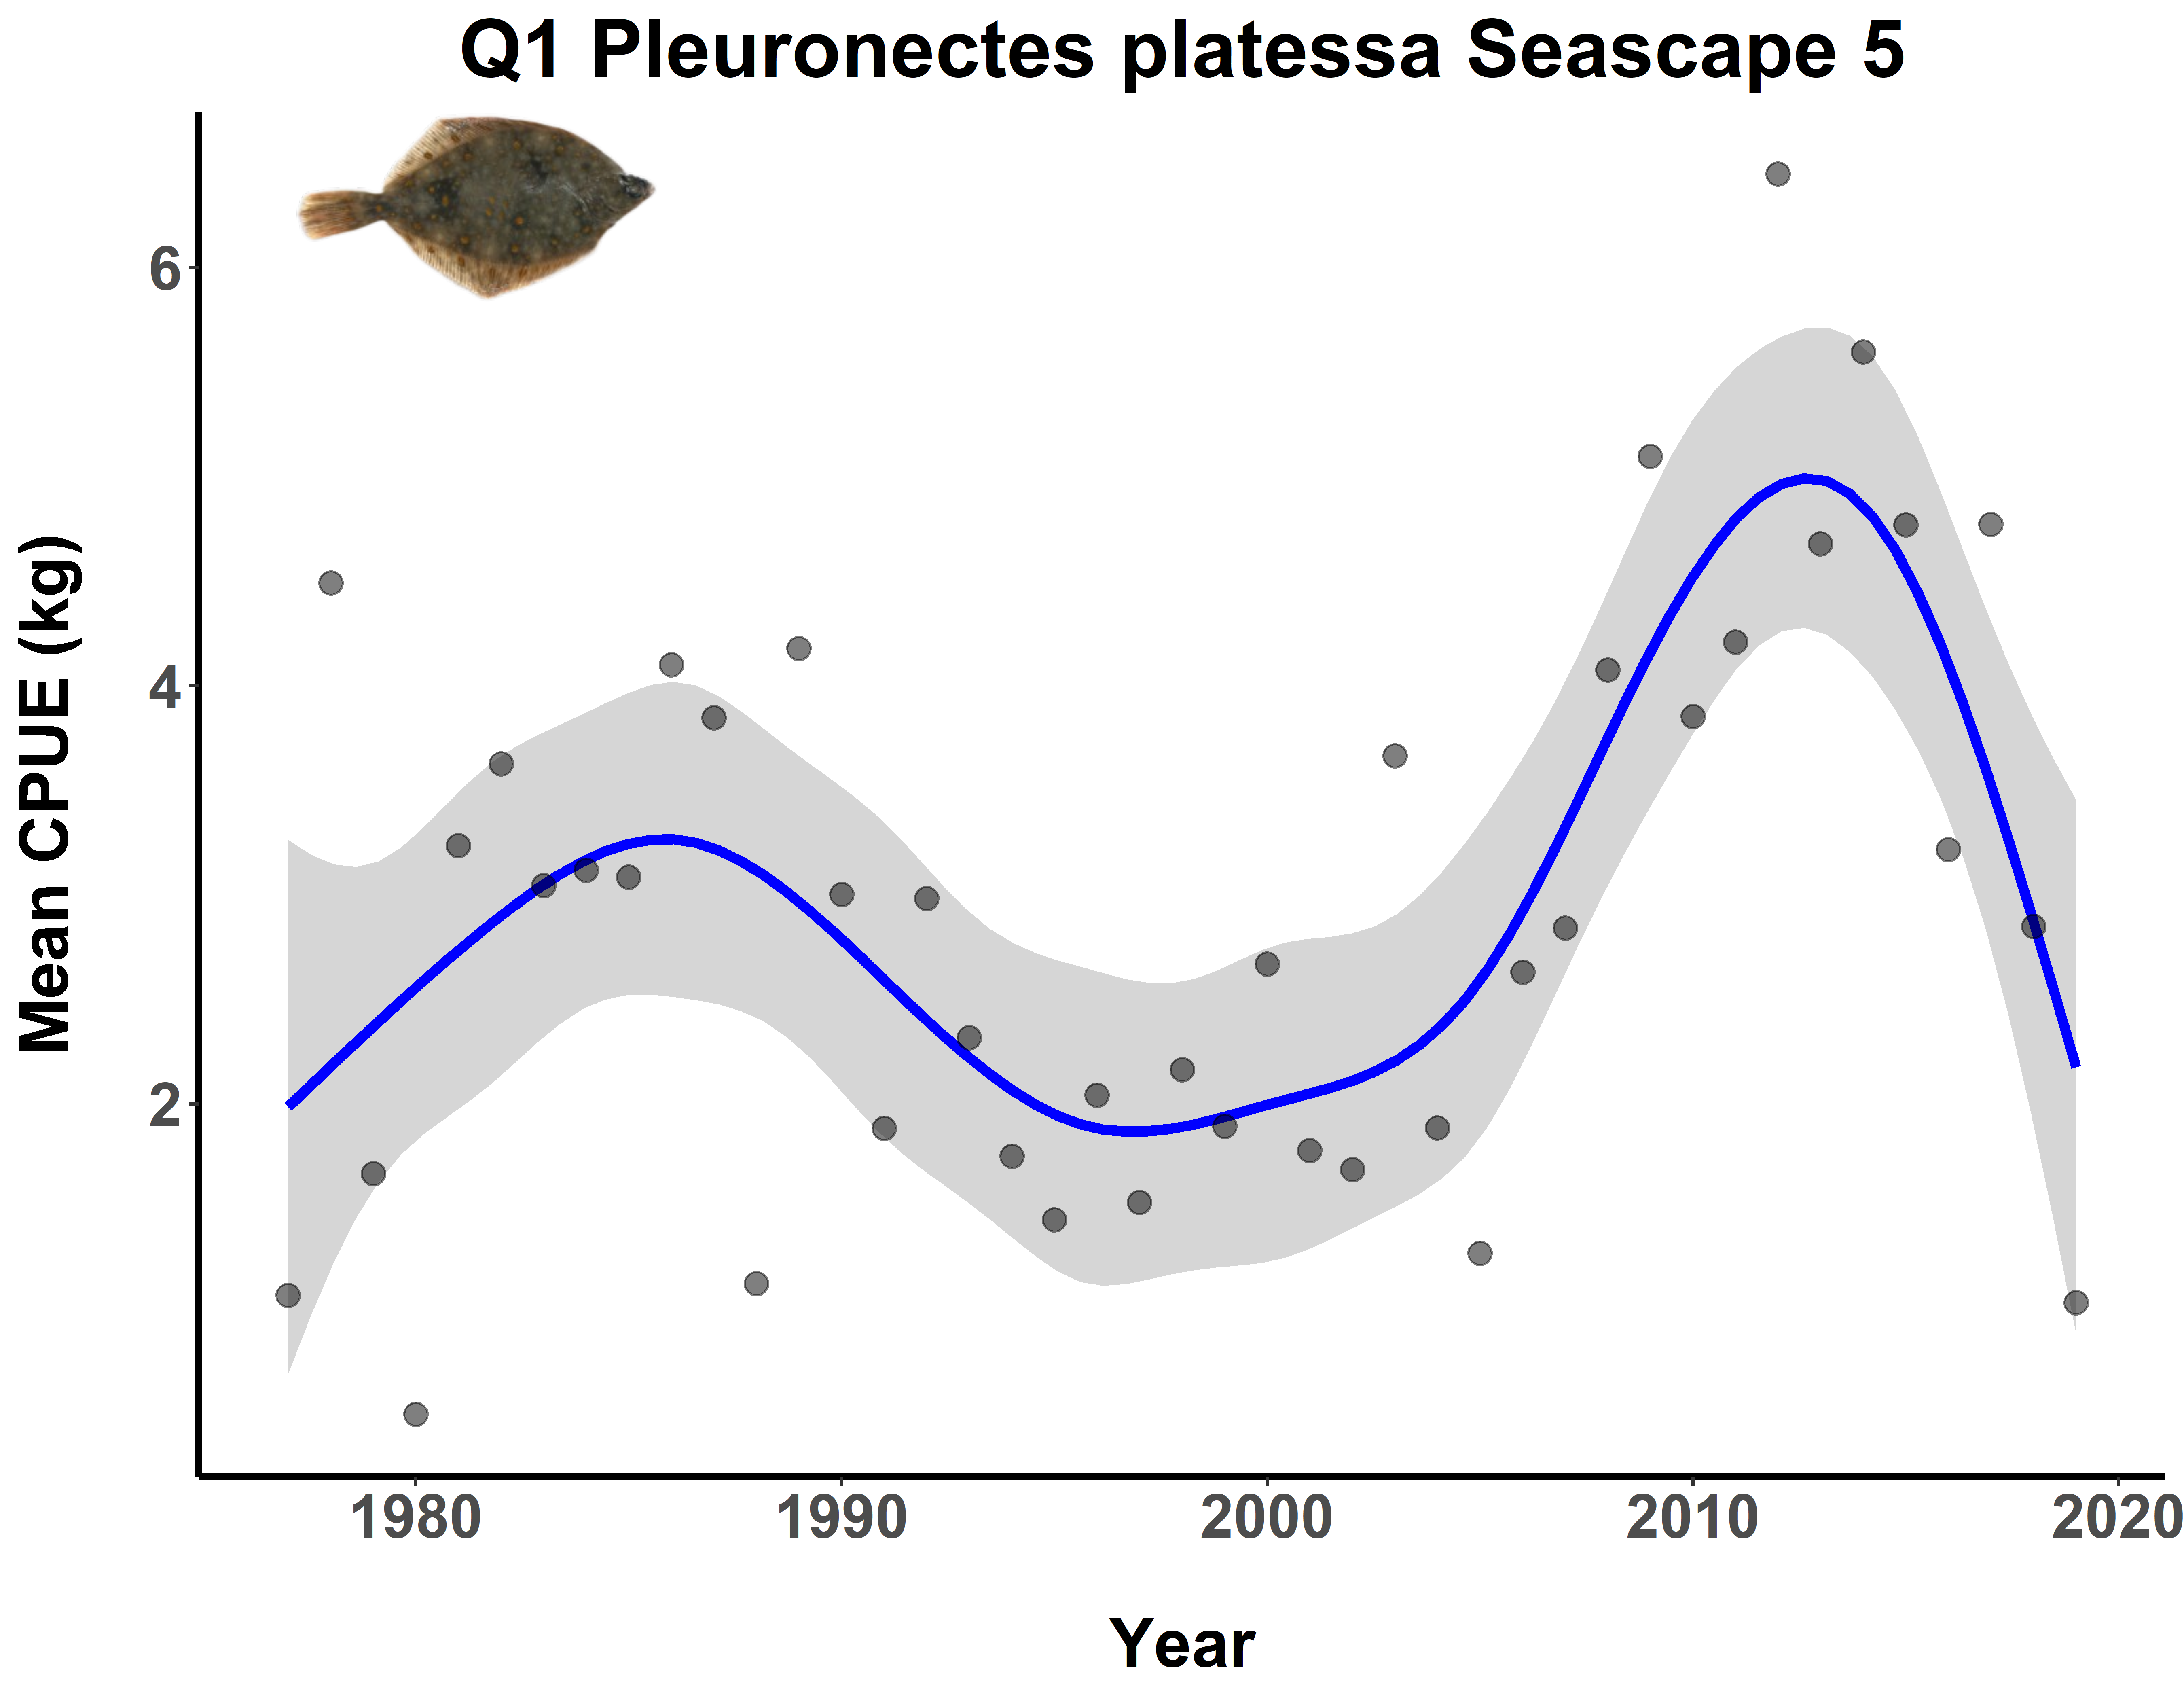 Q1 Pleuronectes platessa Seascape 5
Mean CPUE (kg)
6
4
2
1980 1990 2000 2010 2020
Year